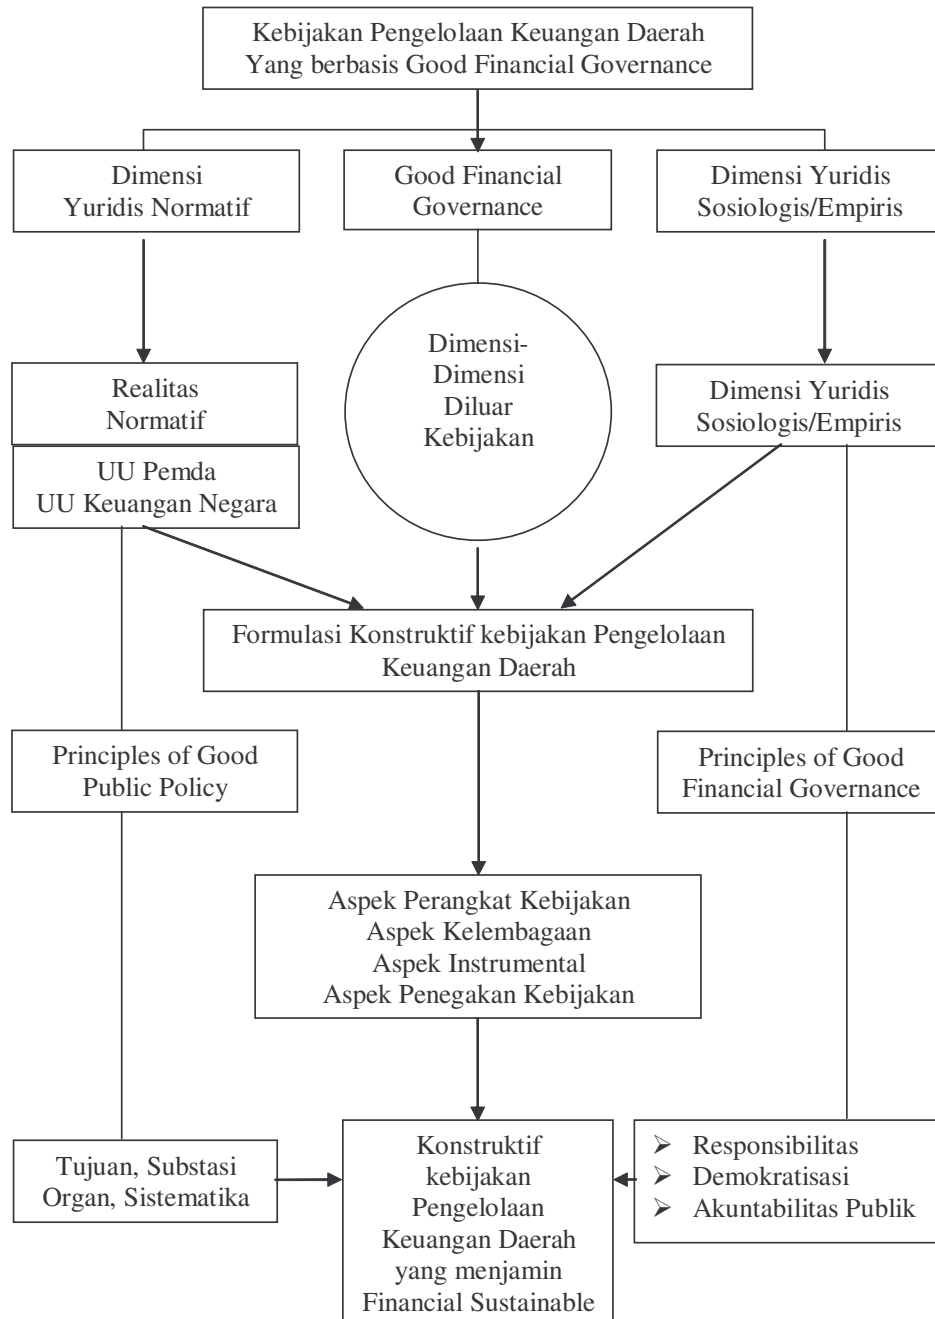 Kebijakan Pengelolaan Keuangan Daerah
Yang berbasis Good Financial Governance
Dimensi
Yuridis Normatif
Good Financial
Governance
Dimensi Yuridis
Sosiologis/Empiris
Realitas
Normatif
UU Pemda
UU Keuangan Negara
Dimensi-
Dimensi
Diluar
Kebijakan
Dimensi Yuridis
Sosiologis/Empiris
Formulasi Konstruktif kebijakan Pengelolaan
Keuangan Daerah
Principles of Good
Public Policy
Principles of Good
Financial Governance
Aspek Perangkat Kebijakan
Aspek Kelembagaan
Aspek Instrumental
Aspek Penegakan Kebijakan
Tujuan, Substasi
Organ, Sistematika
Konstruktif
kebijakan
Pengelolaan
Keuangan Daerah
yang menjamin
Financial Sustainable
➢ Responsibilitas
➢ Demokratisasi
➢ Akuntabilitas Publik